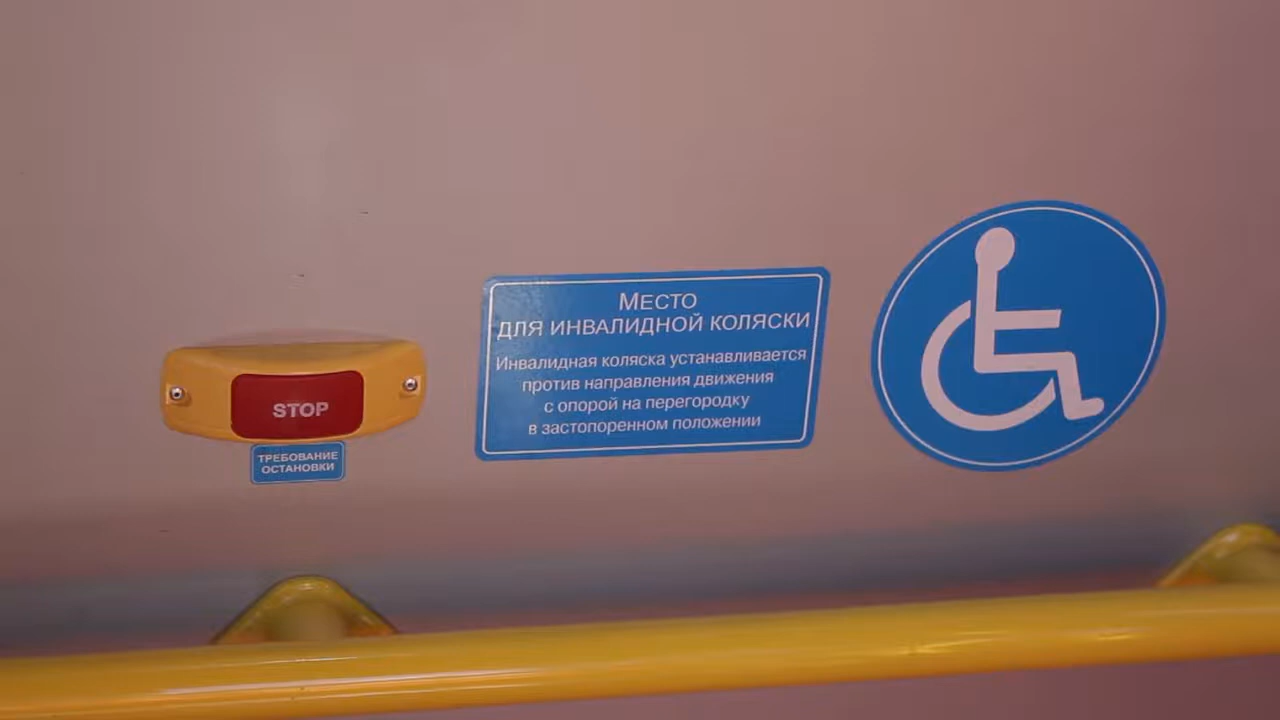 STOP
ТРЕБОВАНИЕ
ОСТАНОВКИ
МЕСТО
ДЛЯ ИНВАЛИДНОЙ КОЛЯСКИ
Инвалидная коляска устанавливается
против направления движения
с опорой на перегородку
в застопоренном положении